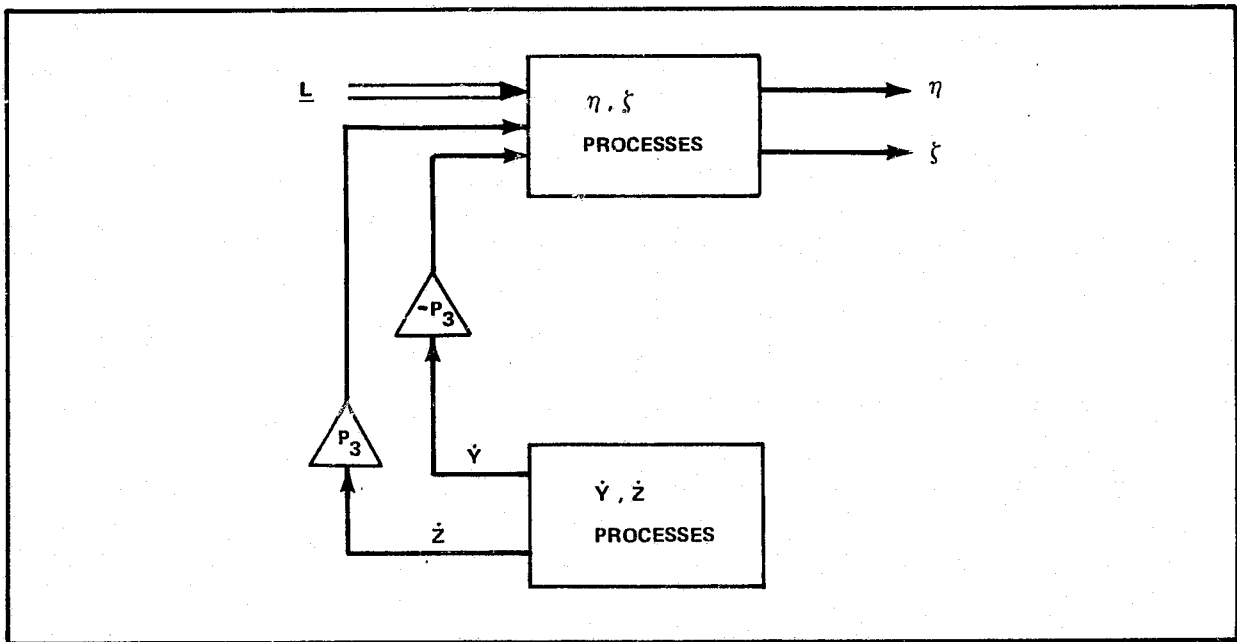 L
η , ζ
PROCESSES
η
ζ
-P3
P3
Ẏ
Ż
Ẏ , Ż
PROCESSES